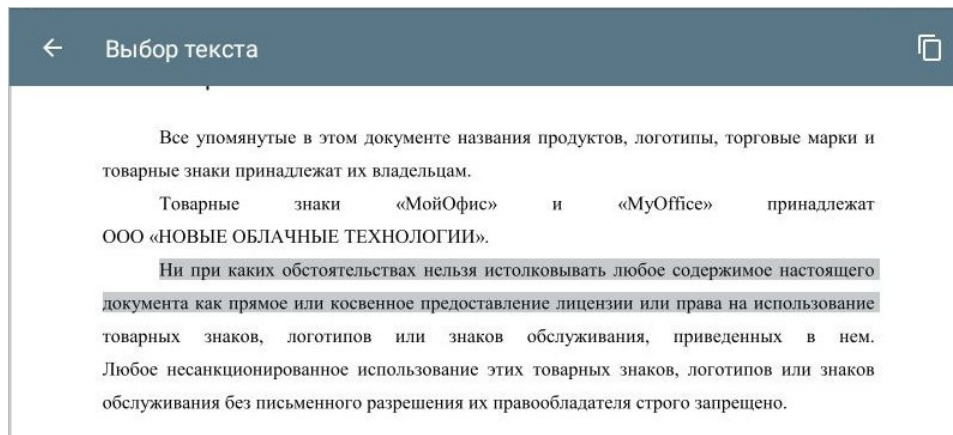 Выбор текста
Все упомянутые в этом документе названия продуктов, логотипы, торговые марки и
товарные знаки принадлежат их владельцам.
Товарные знаки «МойОфис» и «MyOffice» принадлежат
ООО «НОВЫЕ ОБЛАЧНЫЕ ТЕХНОЛОГИИ».
Ни при каких обстоятельствах нельзя истолковывать любое содержимое настоящего
документа как прямое или косвенное предоставление лицензии или права на использование
товарных знаков, логотипов или знаков обслуживания, приведенных в нем.
Любое несанкционированное использование этих товарных знаков, логотипов или знаков
обслуживания без письменного разрешения их правообладателя строго запрещено.